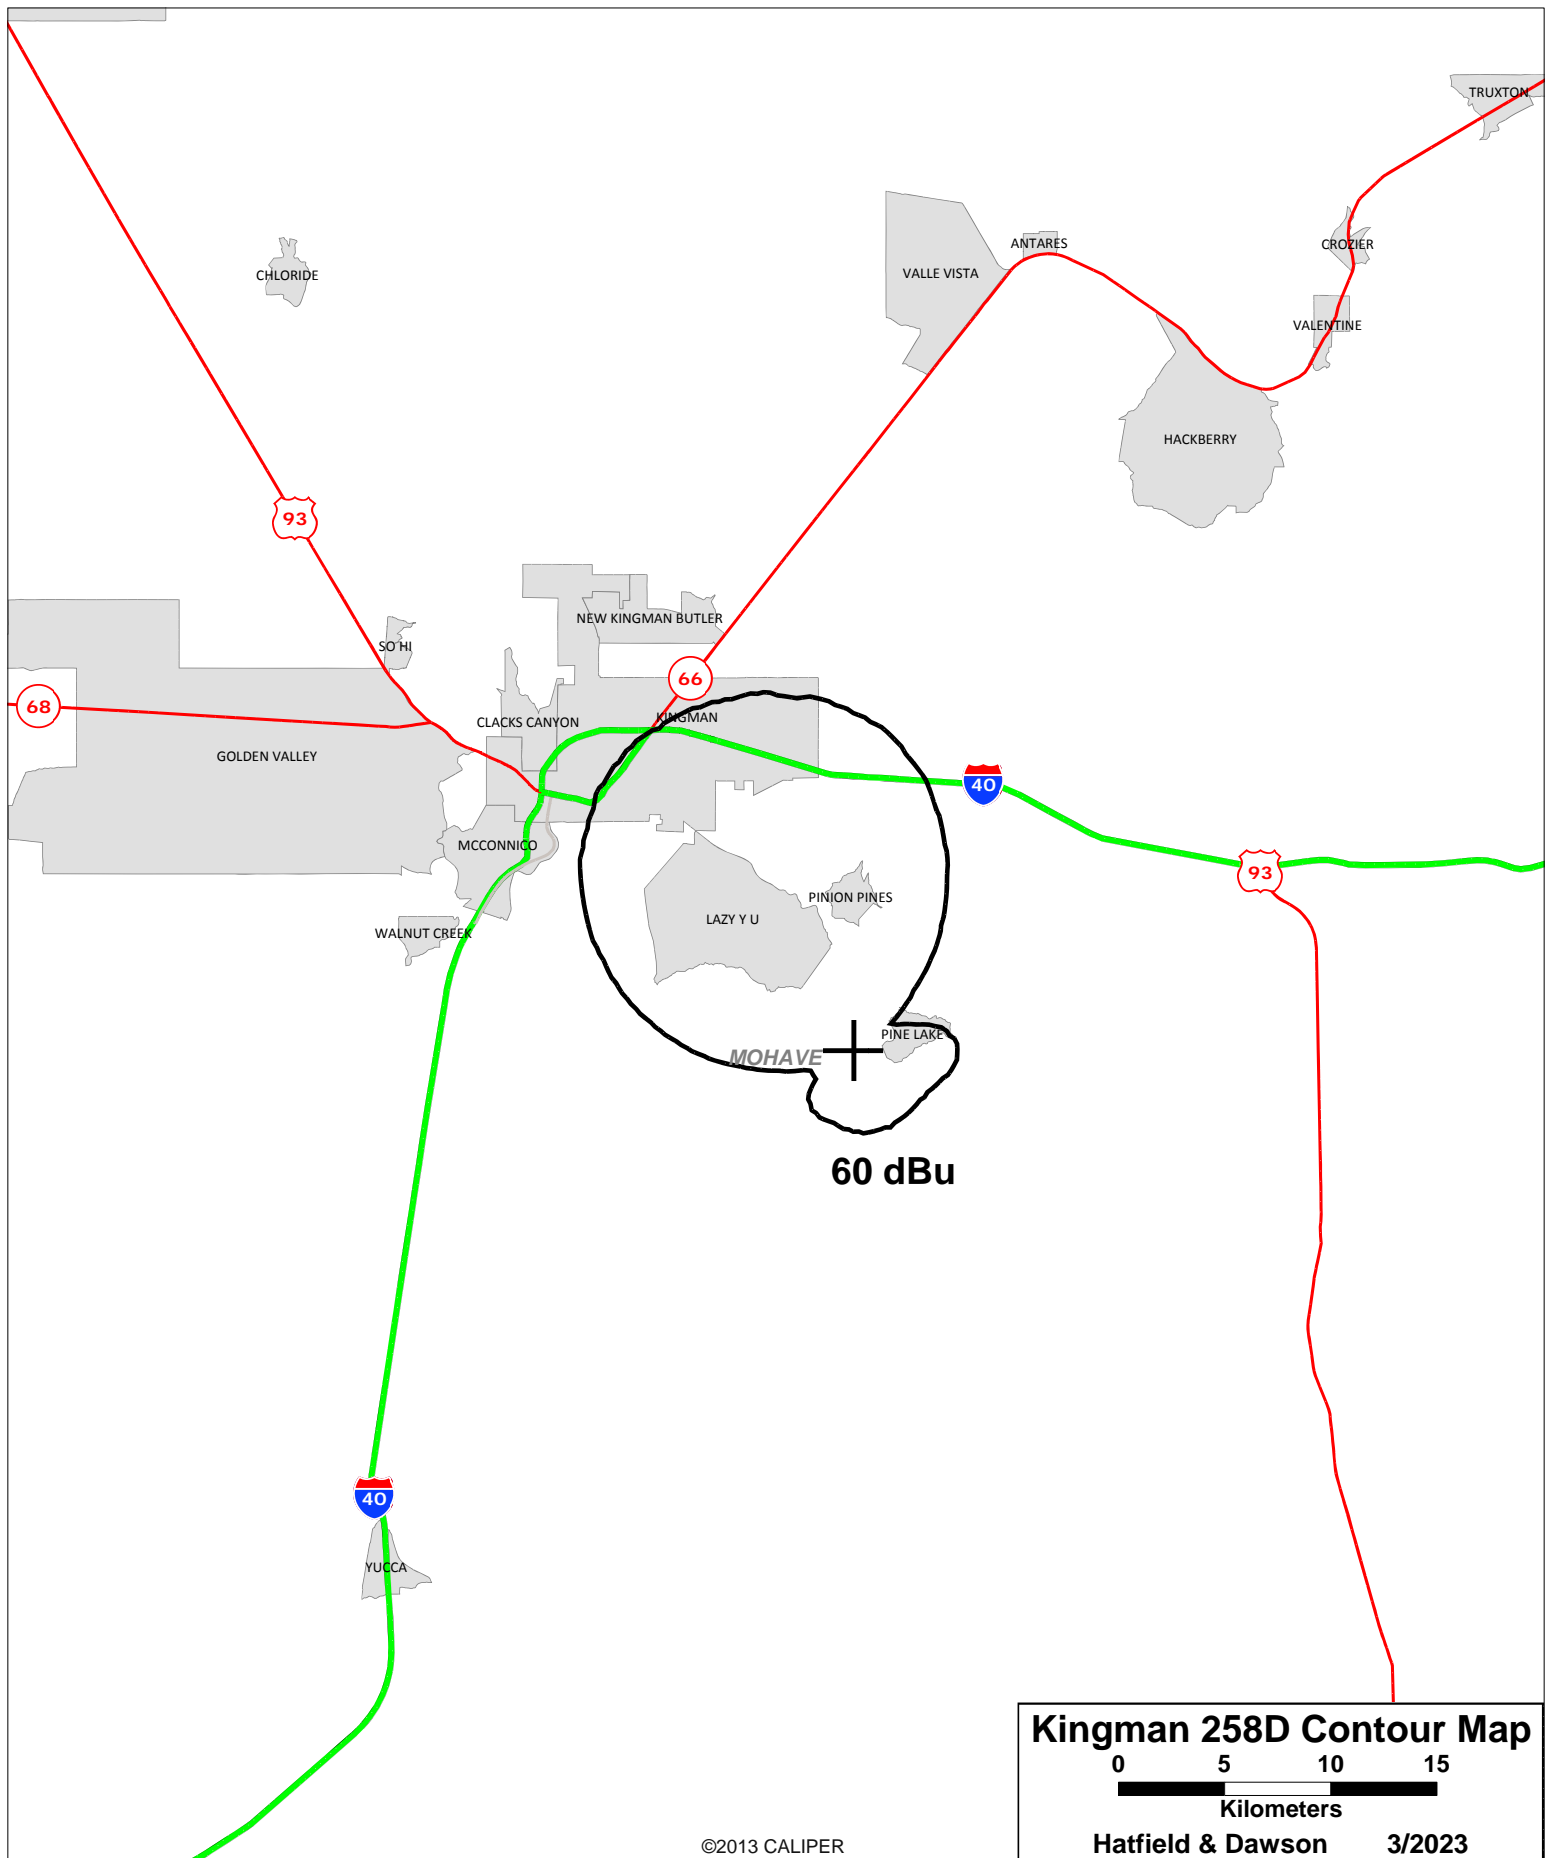 TRUXTON
ANTARES
CROZIER
VALLE VISTA
CHLORIDE
VALENTINE
HACKBERRY
93
NEW KINGMAN BUTLER
SO HI
66
68
KINGMAN
CLACKS CANYON
GOLDEN VALLEY
40
MCCONNICO
93
PINION PINES
LAZY Y U
WALNUT CREEK
PINE LAKE
MOHAVE
60 dBu
40
YUCCA
Kingman 258D Contour Map
0 5 10 15
Kilometers
Hatfield & Dawson 3/2023
©2013 CALIPER